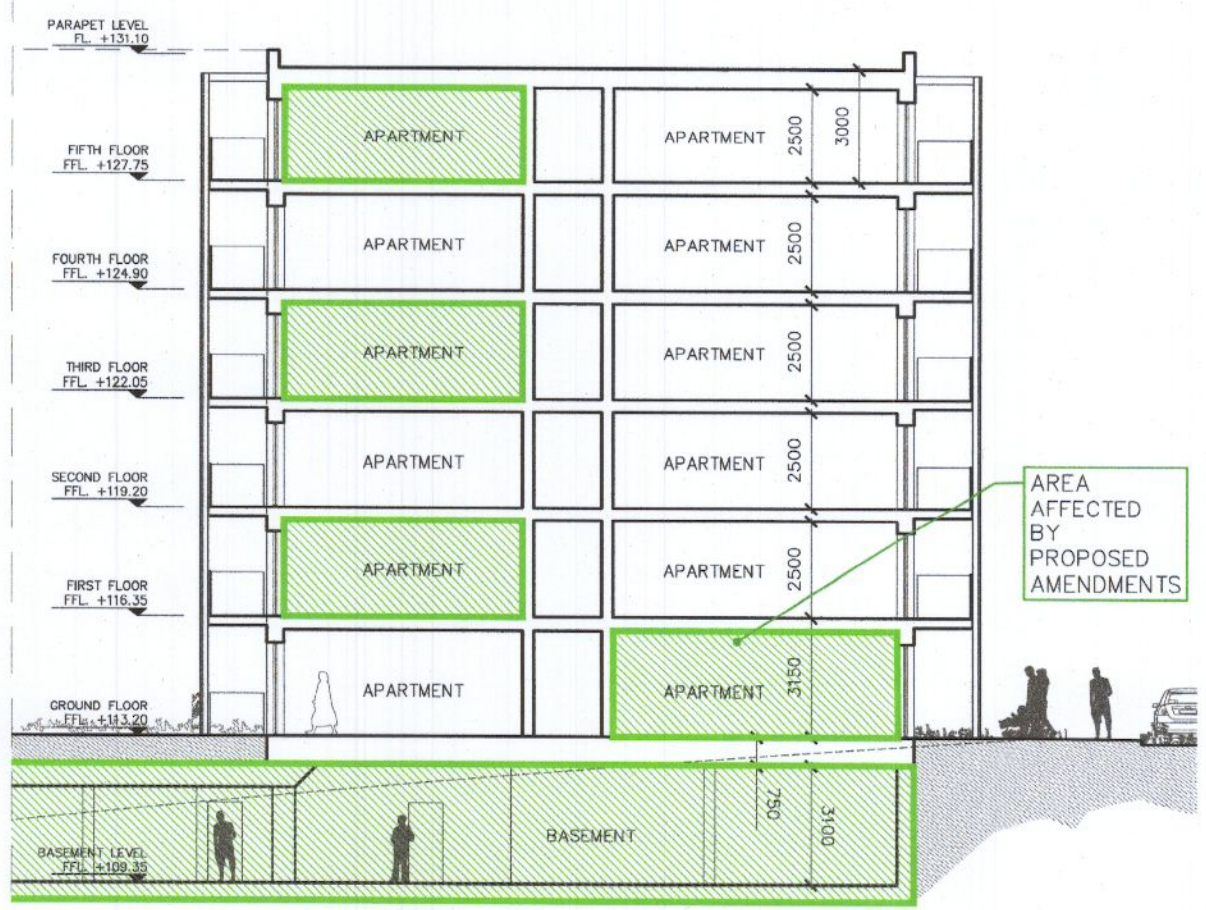 PARAPET LEVEL
FL. +131.10
APARTMENT
APARTMENT
2500
3000
FIFTH FLOOR
FFL. +127.75
APARTMENT
APARTMENT
2500
FOURTH FLOOR
FFL. +124.90
APARTMENT
APARTMENT
2500
THIRD FLOOR
FFL. +122.05
APARTMENT
APARTMENT
2500
SECOND FLOOR
FFL. +119.20
AREA
AFFECTED
BY
PROPOSED
AMENDMENTS
APARTMENT
APARTMENT
2500
FIRST FLOOR
FFL. +116.35
APARTMENT
APARTMENT
3150
GROUND FLOOR
FFL. +113.20
750
3100
BASEMENT
BASEMENT LEVEL
FFL. +109.35